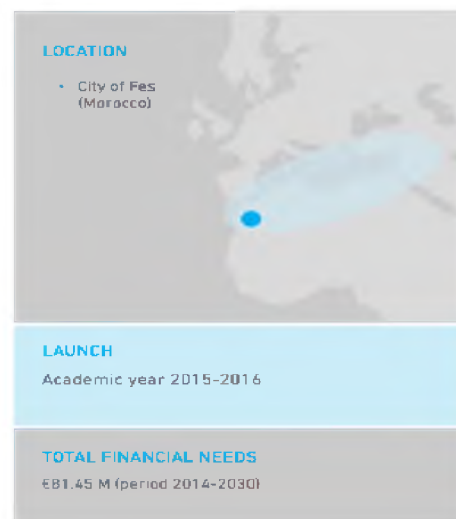 LOCATION
• City of Fes
(Morocco)
LAUNCH
Academic year 2015-2016
TOTAL FINANCIAL NEEDS
€81.45 M (period 2014-2030)